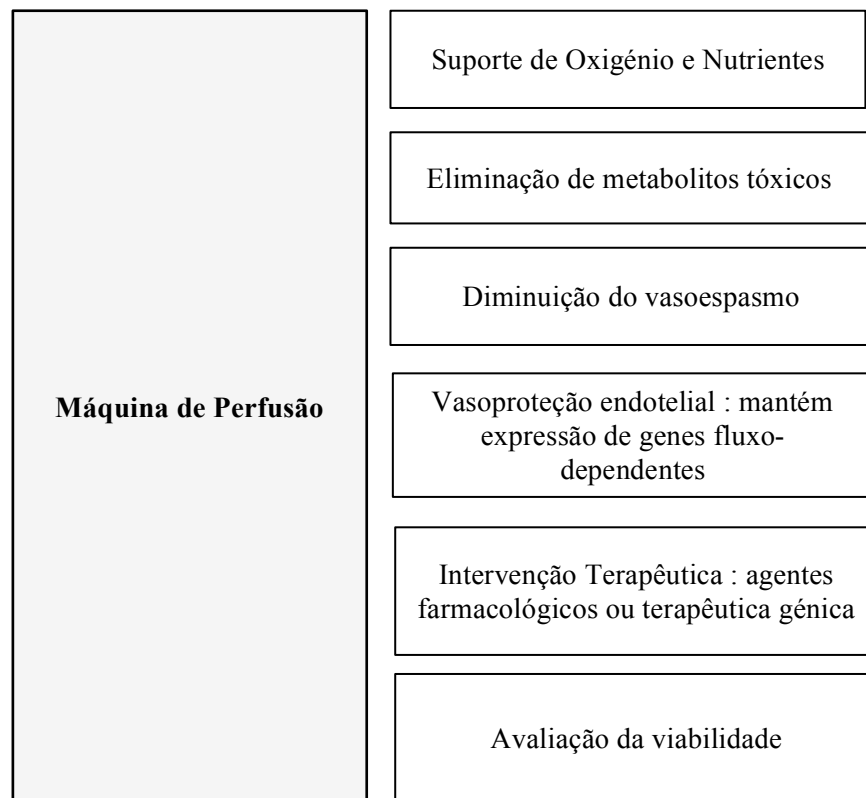 Máquina de Perfusão
Suporte de Oxigénio e Nutrientes
Eliminação de metabolitos tóxicos
Diminuição do vasoespasmo
Vasoproteção endotelial : mantém
expressão de genes fluxo-
dependentes
Intervenção Terapêutica : agentes
farmacológicos ou terapêutica génica
Avaliação da viabilidade